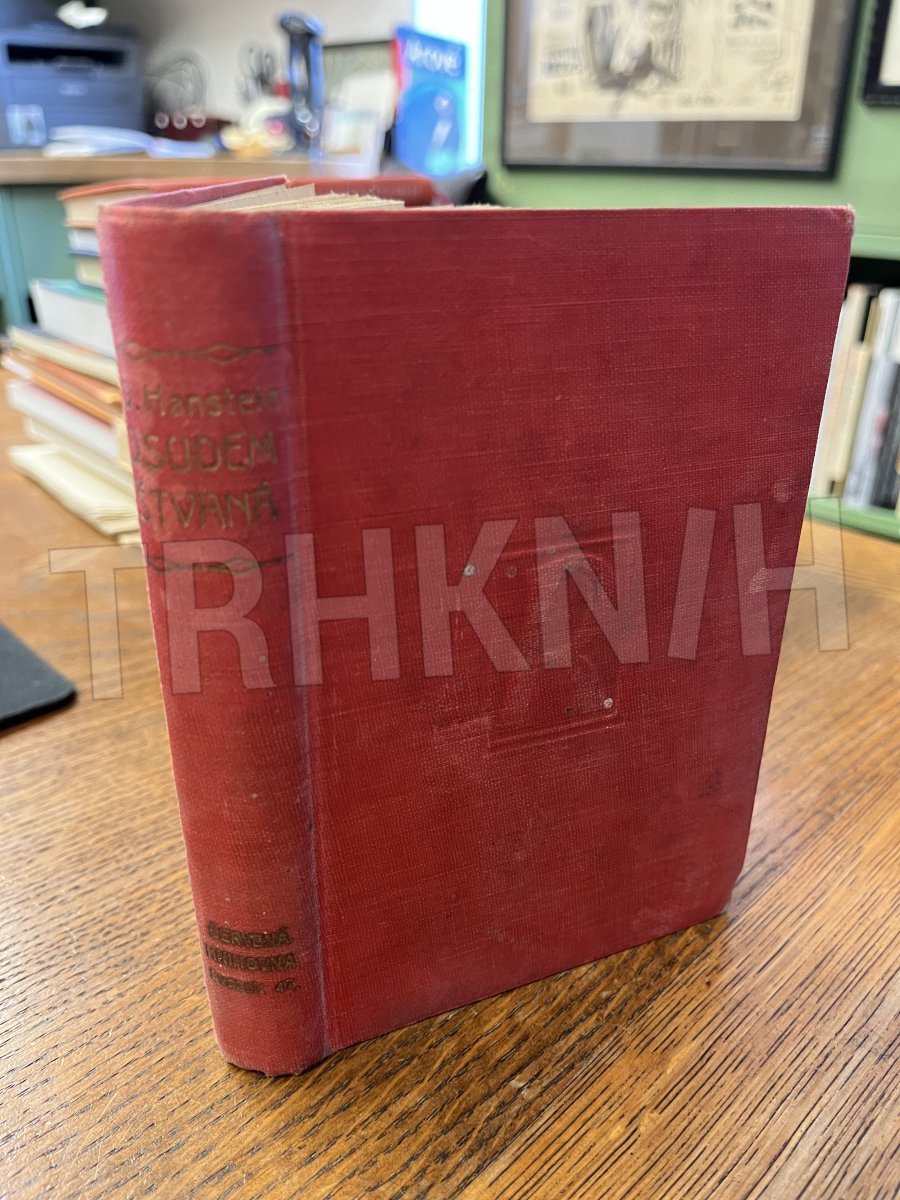 . Hanstein
OSUDEM
ŠTVANÁ
ČERVENÁ
KNIHOVNA
svazek 47.
TRHKNIH